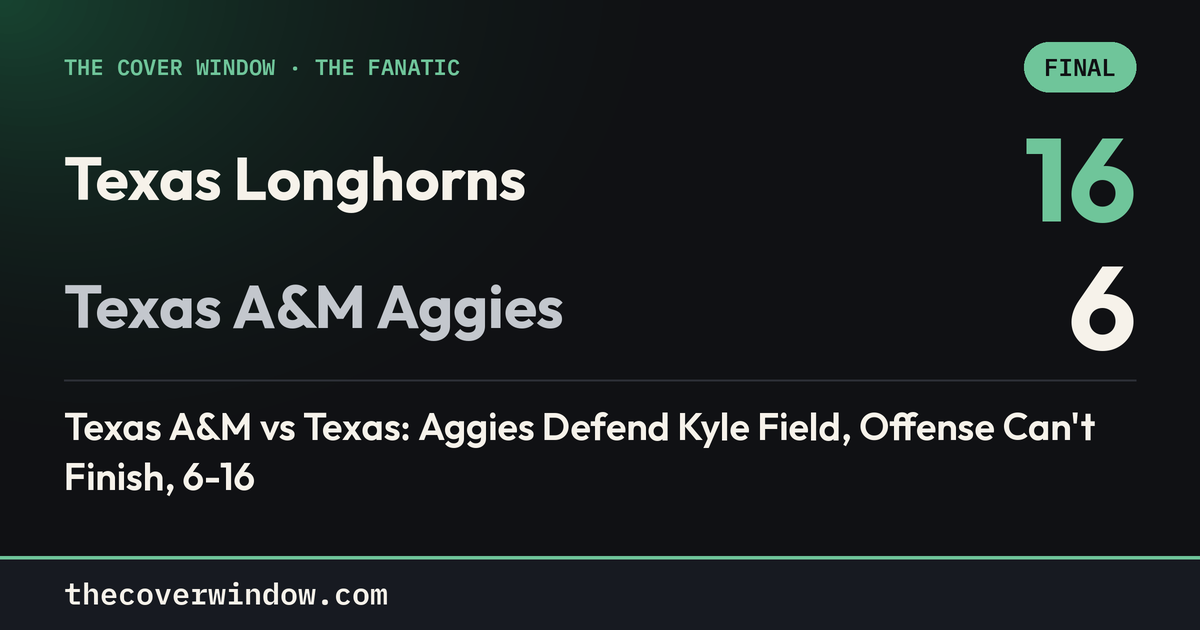 THE COVER WINDOW · THE FANATIC
FINAL
Texas Longhorns
16
Texas A&M Aggies
6
Texas A&M vs Texas: Aggies Defend Kyle Field, Offense Can't
Finish, 6-16
thecoverwindow.com